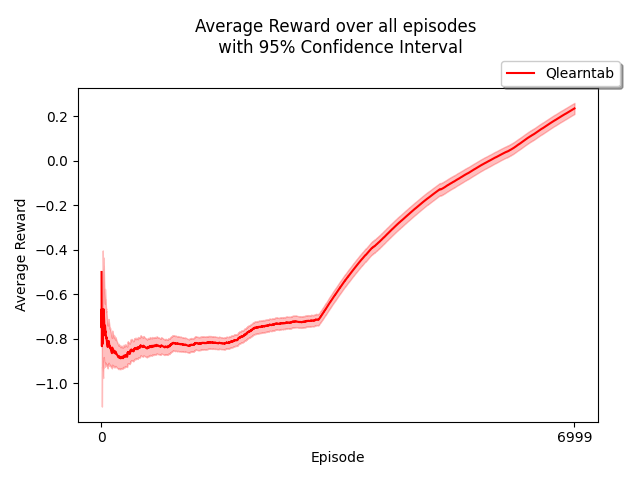 Average Reward over all episodes
with 95% Confidence Interval
Qlearntab
0.2
0.0
−0.2
−0.4
−0.6
−0.8
−1.0
Average Reward
0
6999
Episode